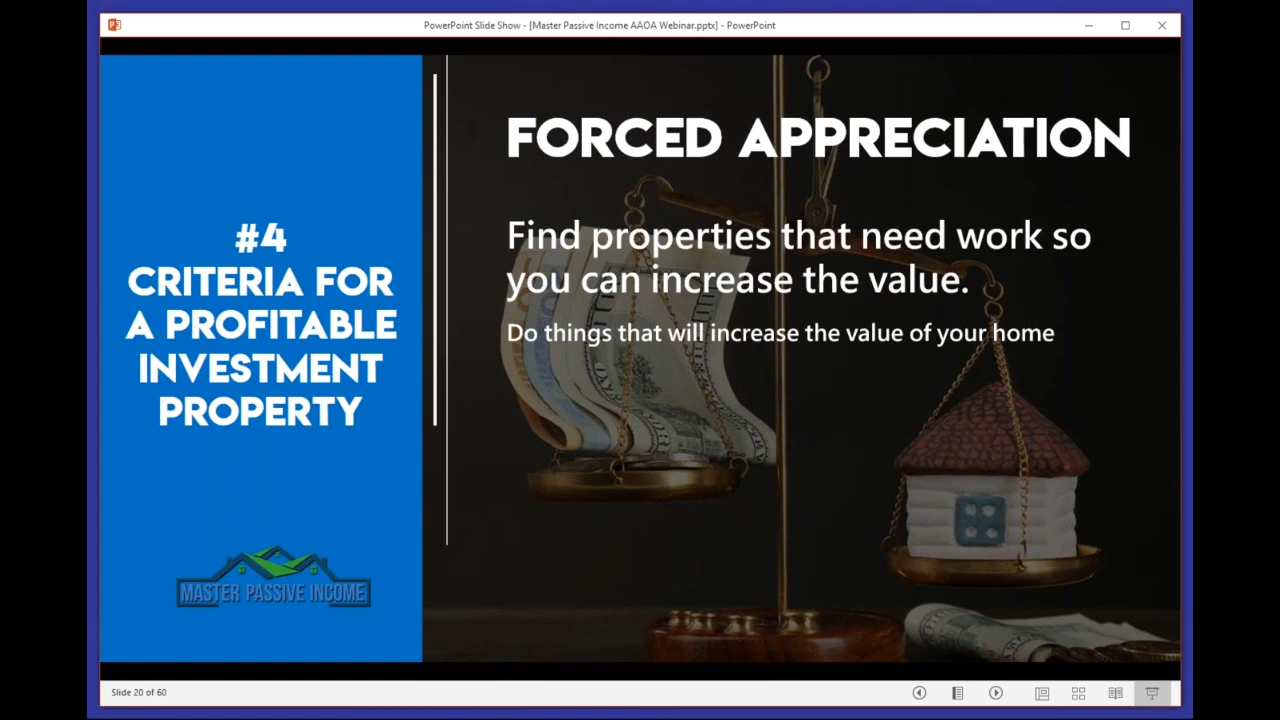 PowerPoint Slide Show - [Master Passive Income AAOA Webinar.pptx] - PowerPoint
#4
CRITERIA FOR
A PROFITABLE
INVESTMENT
PROPERTY
MASTER PASSIVE INCOME
FORCED APPRECIATION
Find properties that need work so
you can increase the value.
Do things that will increase the value of your home
Slide 20 of 60